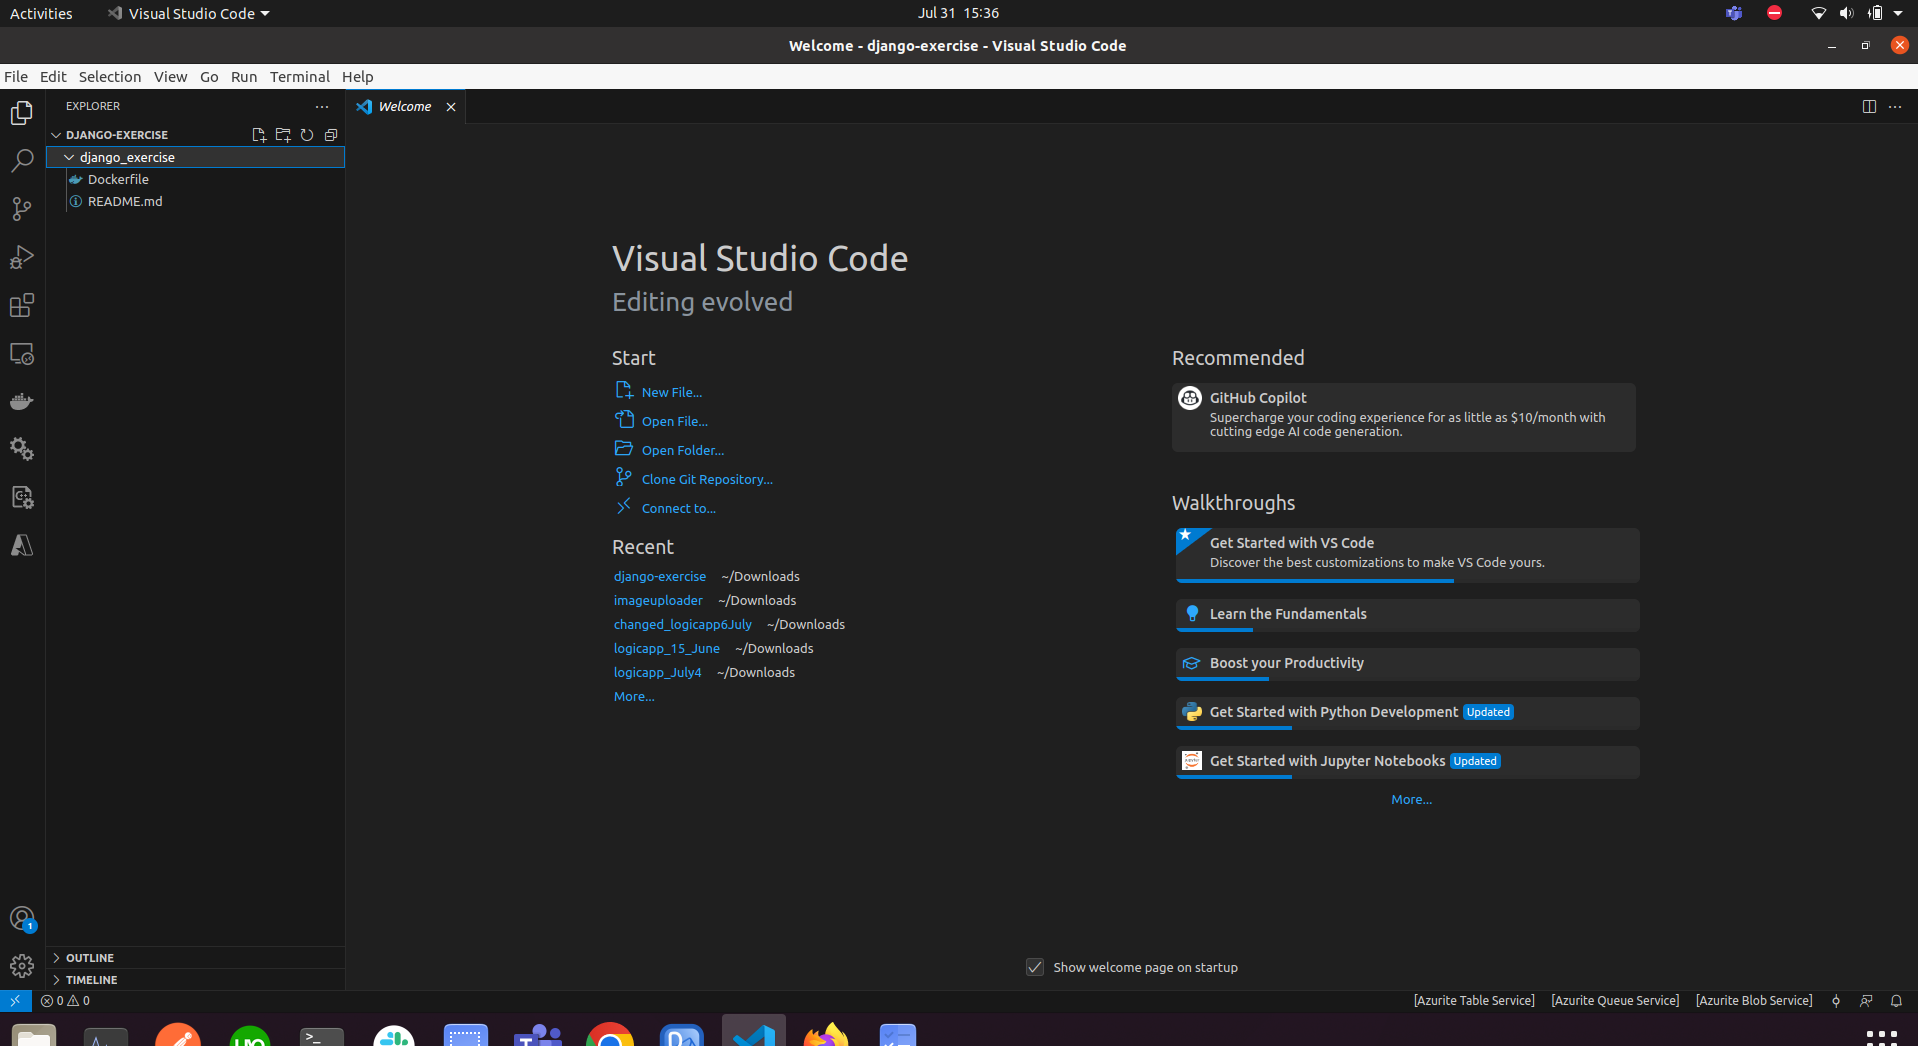 Activities Visual Studio Code Jul 31 15:36
Welcome - django-exercise - Visual Studio Code
File Edit Selection View Go Run Terminal Help
EXPLORER
DJANGO-EXERCISE
django_exercise
Dockerfile
README.md
OUTLINE
TIMELINE
Welcome
Visual Studio Code
Editing evolved
Start
New File...
Open File...
Open Folder...
Clone Git Repository...
Connect to...
Recent
django-exercise ~/Downloads
imageuploader ~/Downloads
changed_logicapp6July ~/Downloads
logicapp_15_June ~/Downloads
logicapp_July4 ~/Downloads
More...
Recommended
GitHub Copilot
Supercharge your coding experience for as little as $10/month with
cutting edge AI code generation.
Walkthroughs
Get Started with VS Code
Discover the best customizations to make VS Code yours.
Learn the Fundamentals
Boost your Productivity
Get Started with Python Development Updated
Get Started with Jupyter Notebooks Updated
More...
Show welcome page on startup
1
0 0 [Azurite Table Service] [Azurite Queue Service] [Azurite Blob Service]